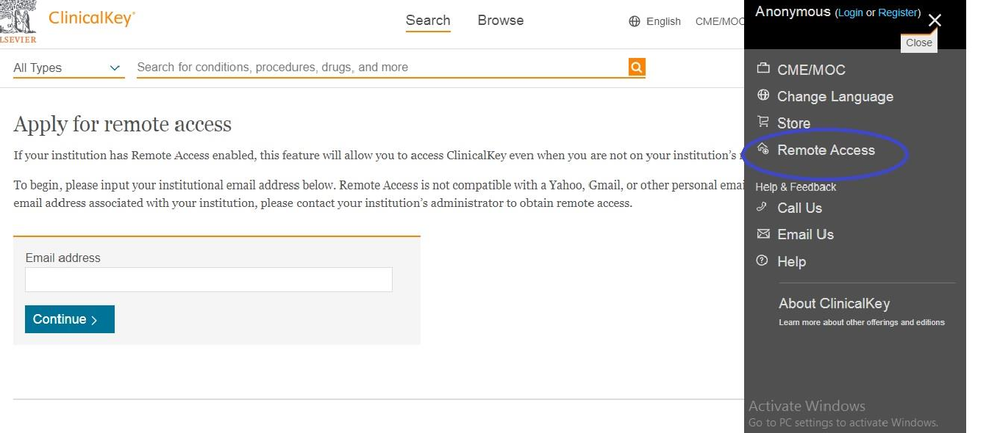 ELSEVIER
ClinicalKey®
Search
Browse
English
CME/MOC
Anonymous (Login or Register)
Close
All Types
Search for conditions, procedures, drugs, and more
Apply for remote access
If your institution has Remote Access enabled, this feature will allow you to access ClinicalKey even when you are not on your institution’s
To begin, please input your institutional email address below. Remote Access is not compatible with a Yahoo, Gmail, or other personal
email address associated with your institution, please contact your institution’s administrator to obtain remote access.
Email address
Continue
CME/MOC
Change Language
Store
Remote Access
Help & Feedback
Call Us
Email Us
Help
About ClinicalKey
Learn more about other offerings and editions
Activate Windows
Go to PC settings to activate Windows.